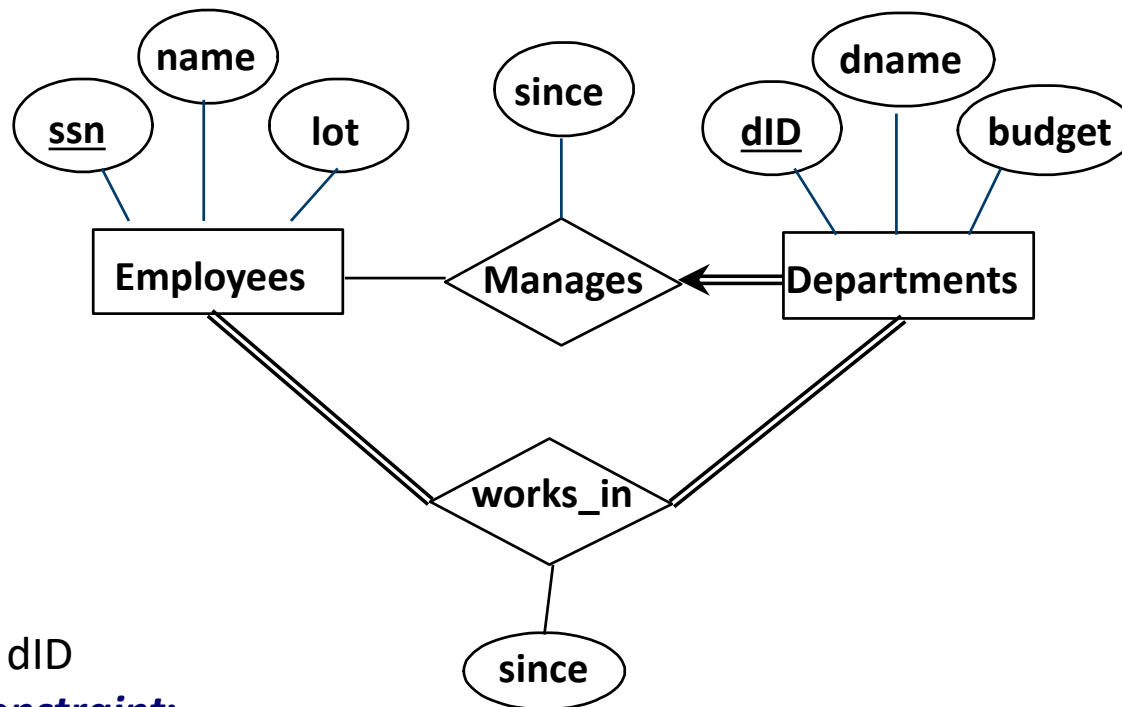 name
ssn
lot
since
dname
dID
budget
Employees
Manages
Departments
works_in
since
dID